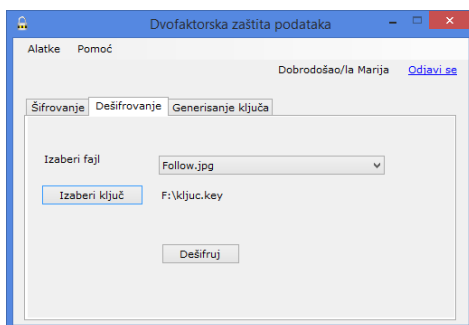 Dvofaktorska zaštita podataka
Alatke Pomoć
Dobrodošao/la Marija Odjavi se
Šifrovanje Dešifrovanje Generisanje ključa
Izaberi fajl Follow.jpg
Izaberi ključ F:\kljuc.key
Dešifruj